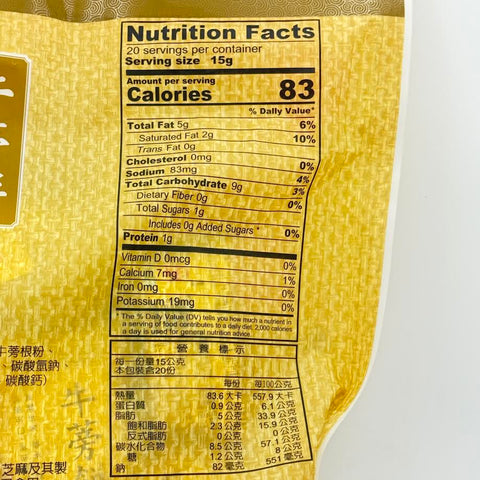 Nutrition Facts
20 servings per container
Serving size 15g
Amount per serving
Calories 83
% Daily Value*
Total Fat 5g 6%
Saturated Fat 2g 10%
Trans Fat 0g
Cholesterol 0mg 0%
Sodium 83mg 4%
Total Carbohydrate 9g 3%
Dietary Fiber 0g 0%
Total Sugars 1g
Includes 0g Added Sugars * 0%
Protein 1g
Vitamin D 0mcg 0%
Calcium 7mg 1%
Iron 0mg 0%
Potassium 19mg 0%
* The % Daily Value (DV) tells you how much a nutrient in
a serving of food contributes to a daily diet. 2,000 calories
a day is used for general nutrition advice.
營養標示
每一份量15公克
本包裝含20份
每份 每100公克
熱量 83.6大卡 557.9大卡
蛋白質 0.9公克 6.1公克
脂肪 5公克 33.9公克
飽和脂肪 2.3公克 15.9公克
反式脂肪 0公克 0公克
碳水化合物 8.5公克 57.1公克
糖 1.2公克 8公克
鈉 82毫克 551毫克
牛蒡根粉、
、碳酸氫鈉、
碳酸鈣)
牛蒡
芝麻及其製